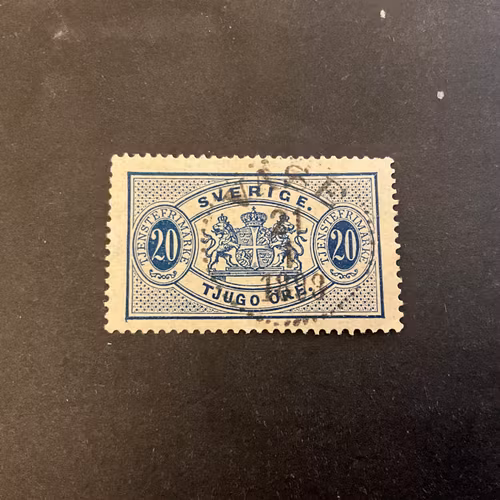 SVERIGE.
TJENSTEFRIMÄRKE
20
TJENSTEFRIMÄRKE
20
TJUGO ÖRE.